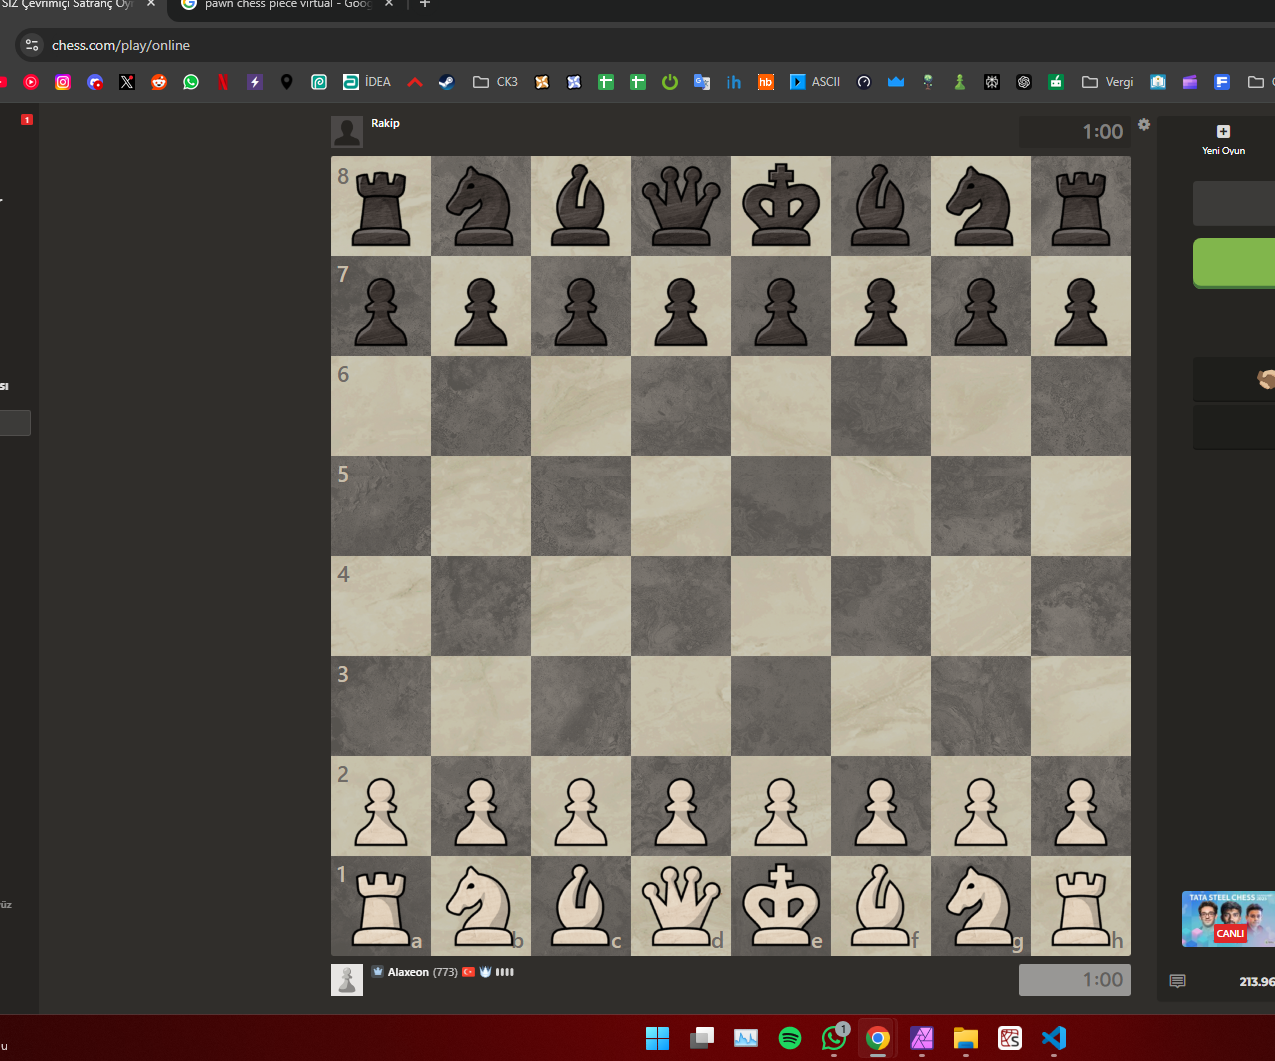 SIZ Çevrimiçi Satranç Oyr
pawn chess piece virtual - Goog
chess.com/play/online
İDEA
CK3
ih
hb
ASCII
Vergi
1
Rakip
1:00
Yeni Oyun
8
7
6
sı
5
4
3
2
1
a b c d e f g h
üz
TATA STEEL CHESS
CANLI
Alaxeon (773)
1:00
213.96
1
u